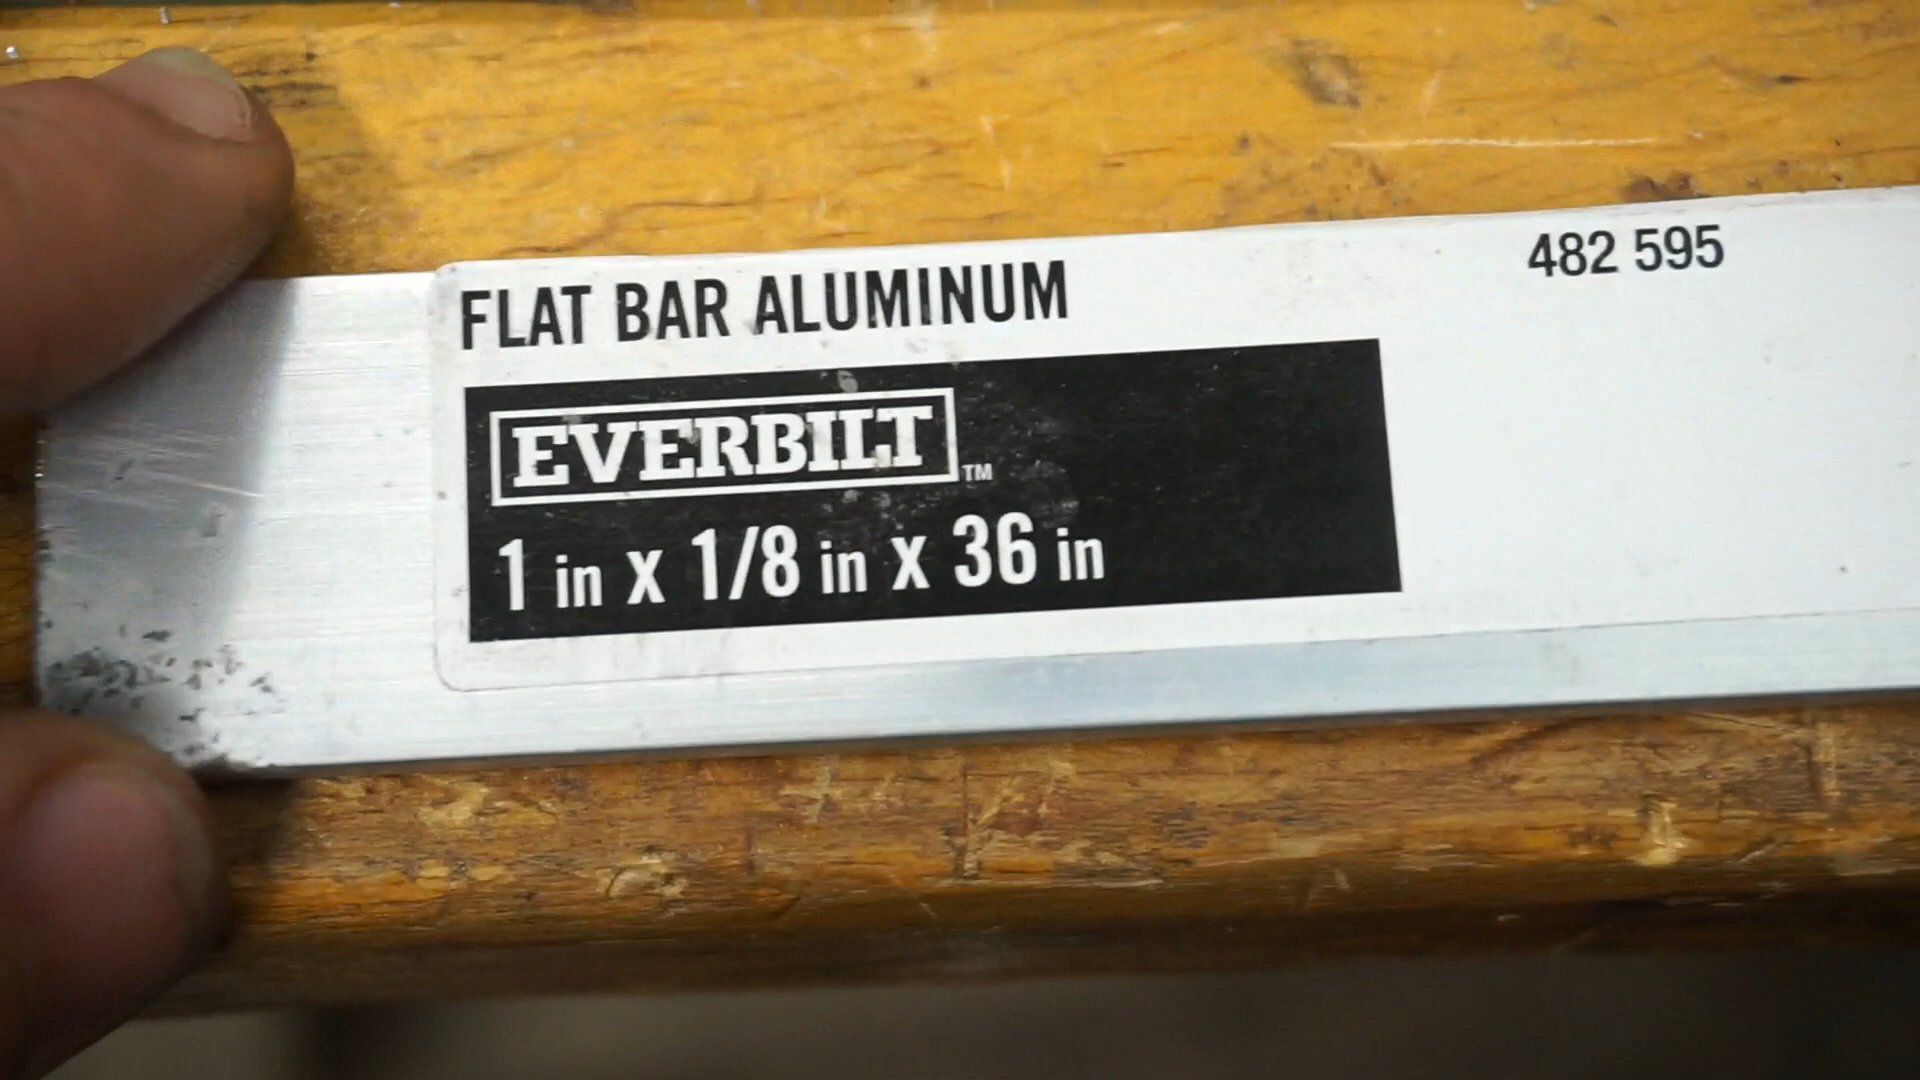 482 595
FLAT BAR ALUMINUM
EVERBILT™
1 in x 1/8 in x 36 in